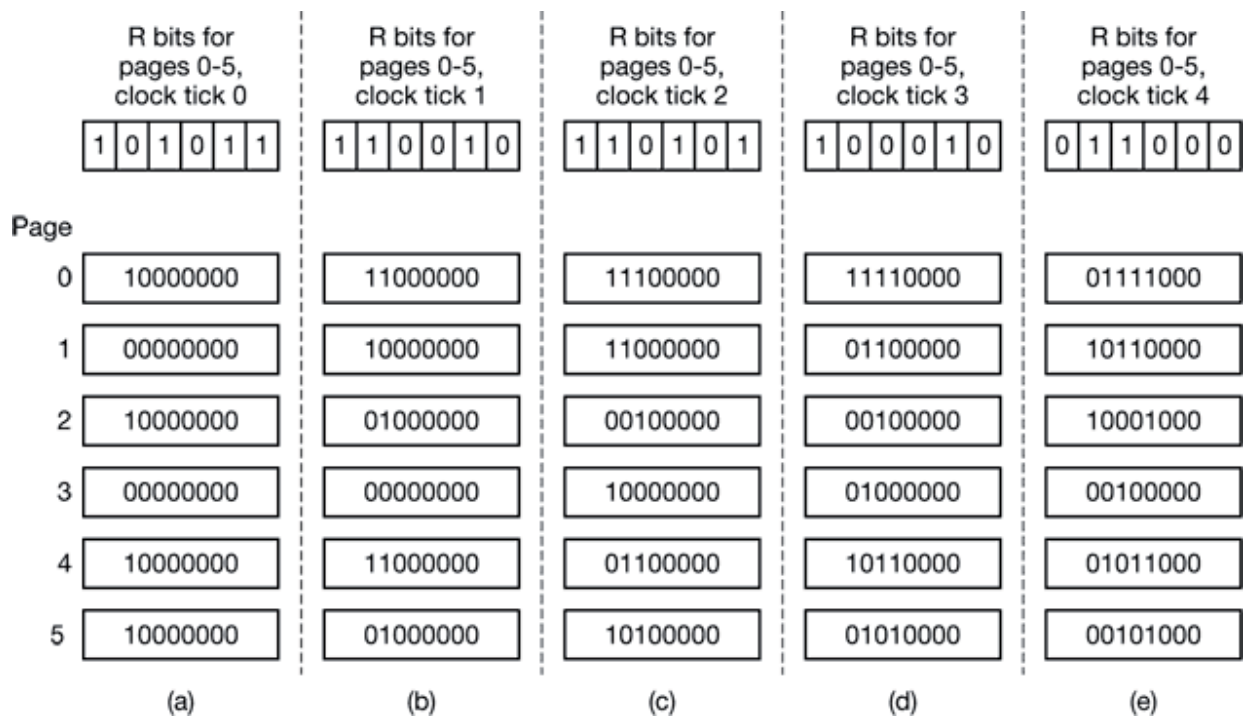 R bits for pages 0-5, clock tick 0
R bits for pages 0-5, clock tick 1
R bits for pages 0-5, clock tick 2
R bits for pages 0-5, clock tick 3
R bits for pages 0-5, clock tick 4
1 0 1 0 1 1
1 1 0 0 1 0
1 1 0 1 0 1
1 0 0 0 1 0
0 1 1 0 0 0
Page
0 10000000 11000000 11100000 11110000 01111000
1 00000000 10000000 11000000 01100000 10110000
2 10000000 01000000 00100000 00100000 10001000
3 00000000 00000000 10000000 01000000 00100000
4 10000000 11000000 01100000 10110000 01011000
5 10000000 01000000 10100000 01010000 00101000
(a) (b) (c) (d) (e)